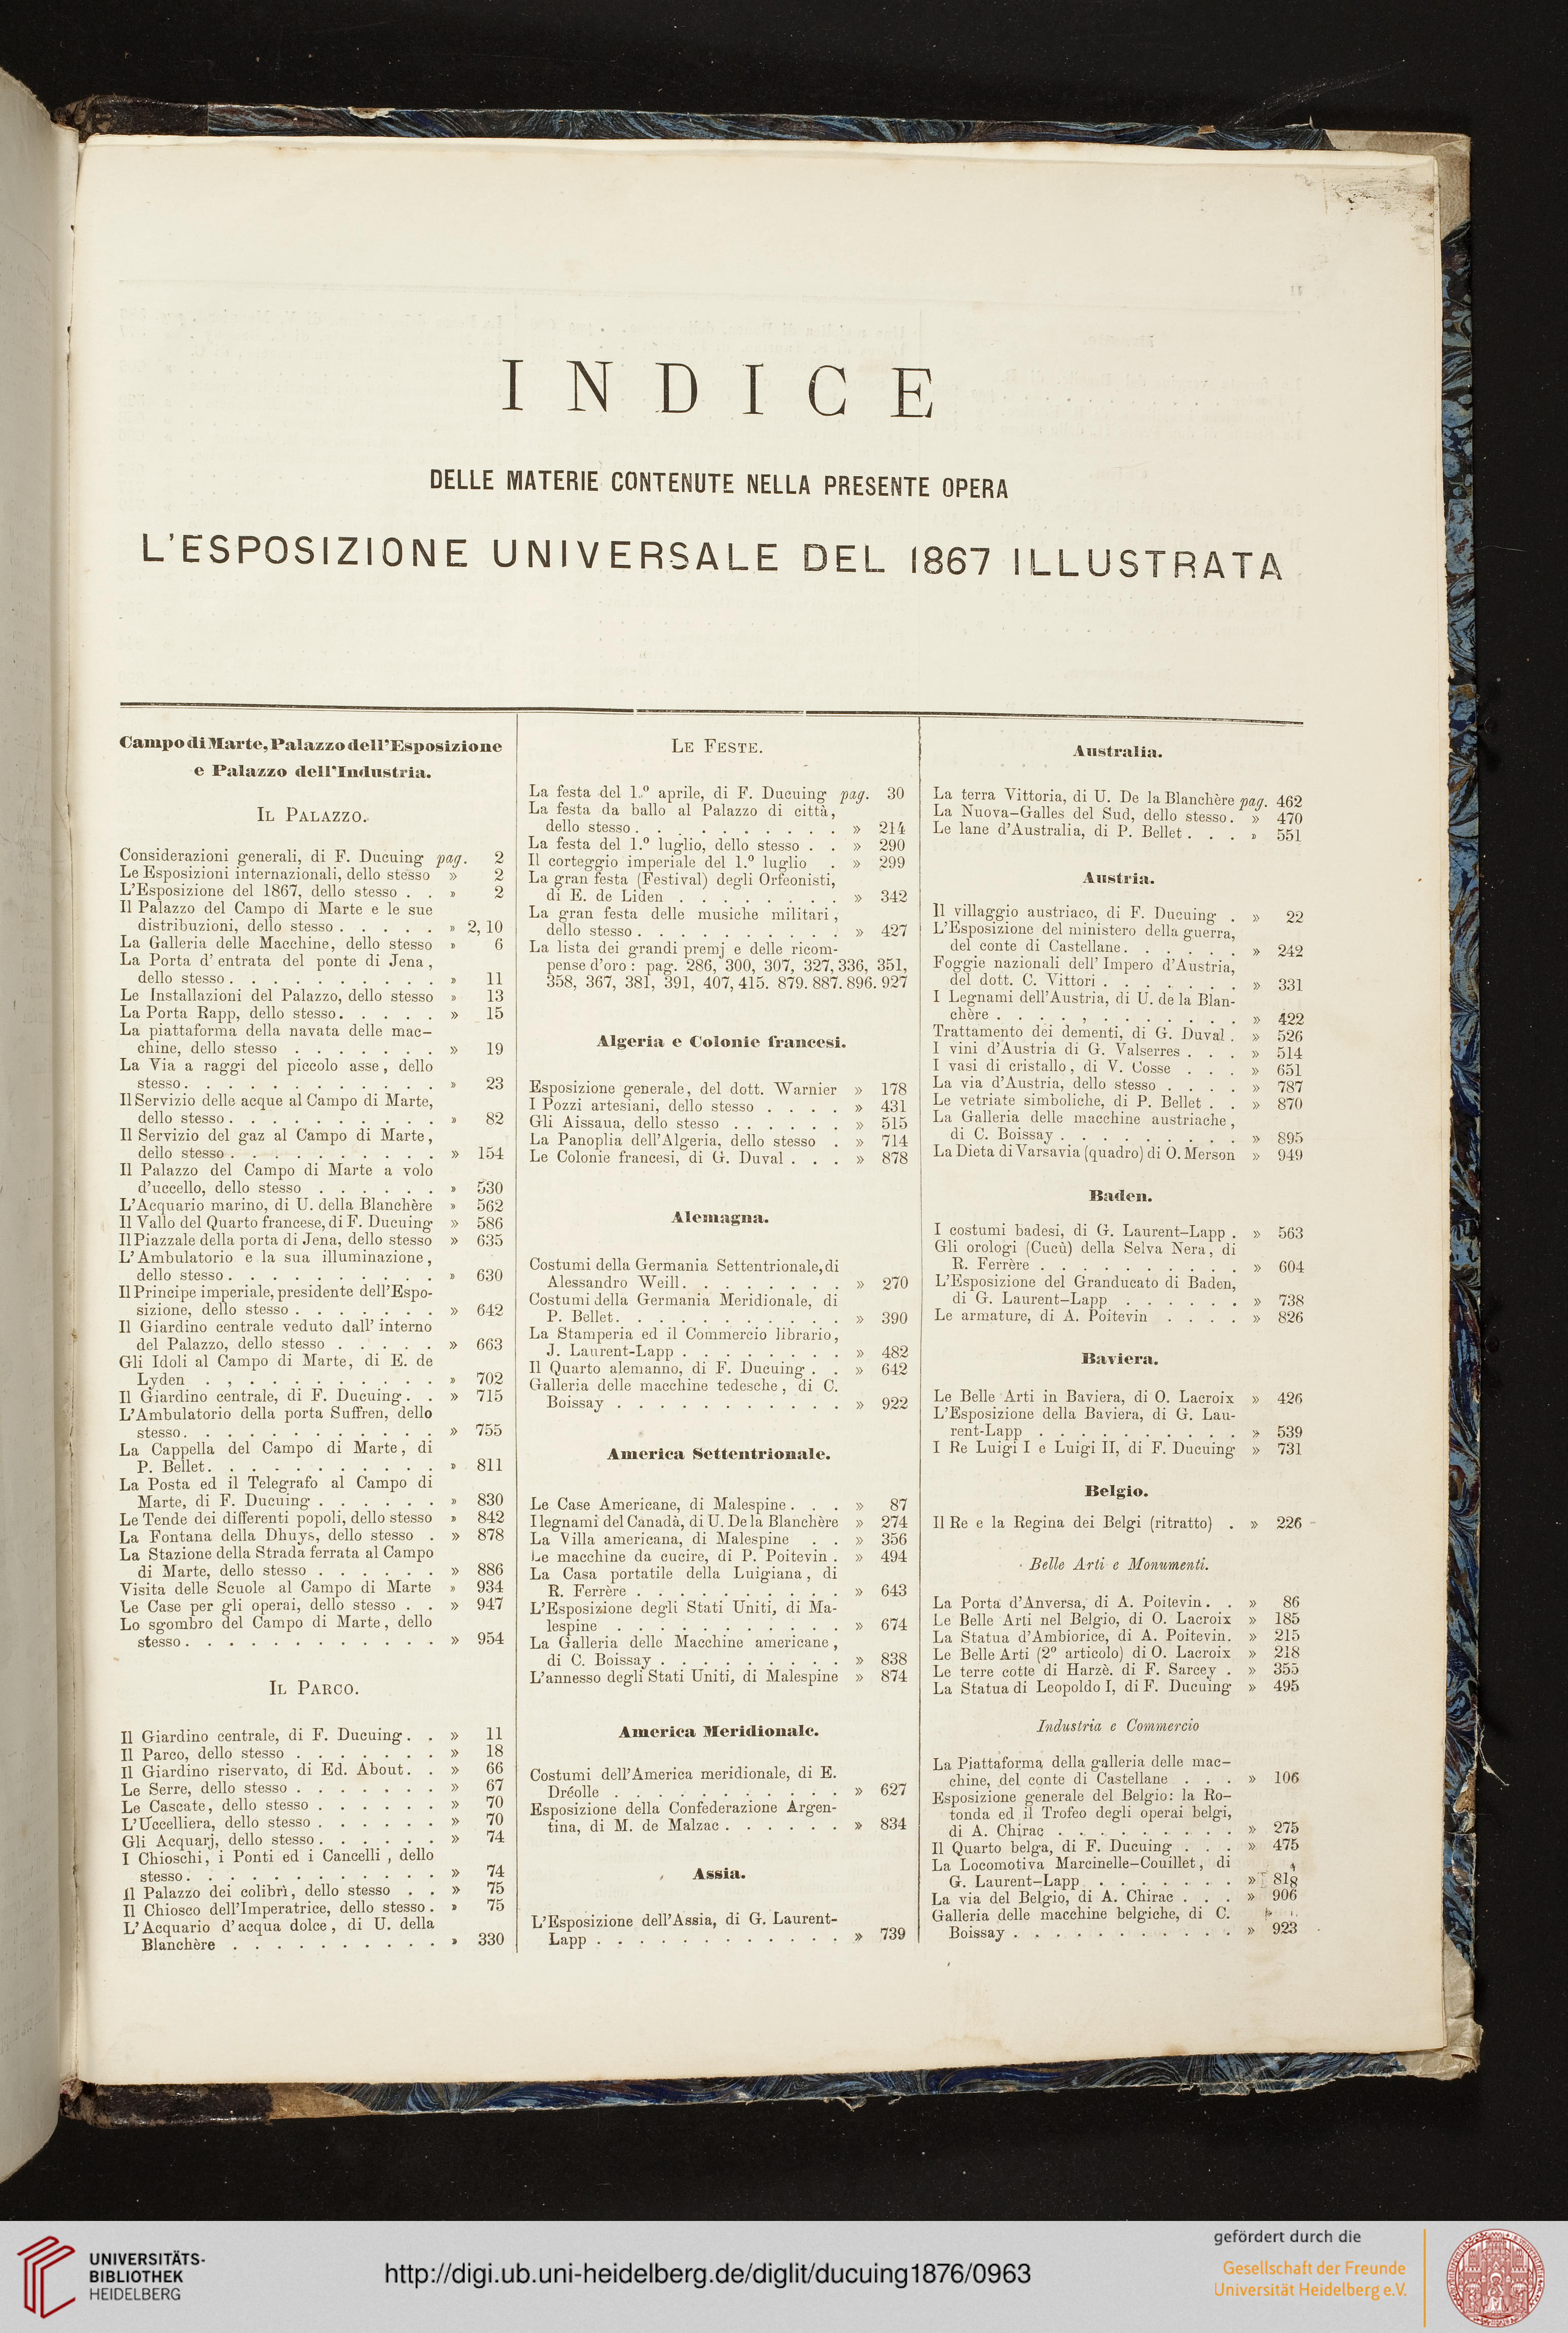 INDICE
DELLE MATERIE CONTENUTE NELLA PRESENTE OPERA
L'ESPOSIZIONE UNIVERSALE DEL 1867 ILLUSTRATA
Campo di Marte, Palazzo dell'Esposizione
e Palazzo dell'Industria.
IL PALAZZO.
Considerazioni generali, di F. Ducuing pag. 2
Le Esposizioni internazionali, dello stesso » 2
L'Esposizione del 1867, dello stesso . . » 2
Il Palazzo del Campo di Marte e le sue
distribuzioni, dello stesso . . . . . » 2, 10
La Galleria delle Macchine, dello stesso » 6
La Porta d'entrata del ponte di Jena,
dello stesso . . . . . . . . . . » 11
Le Installazioni del Palazzo, dello stesso » 13
La Porta Rapp, dello stesso . . . . . » 15
La piattaforma della navata delle mac-
chine, dello stesso . . . . . . . » 19
La Via a raggi del piccolo asse, dello
stesso . . . . . . . . . . . . » 23
Il Servizio delle acque al Campo di Marte,
dello stesso . . . . . . . . . . » 82
Il Servizio del gaz al Campo di Marte,
dello stesso . . . . . . . . . . » 154
Il Palazzo del Campo di Marte a volo
d'uccello, dello stesso . . . . . . » 530
L'Acquario marino, di U. della Blanchère » 562
Il Vallo del Quarto francese, di F. Ducuing » 586
Il Piazzale della porta di Jena, dello stesso » 635
L'Ambulatorio e la sua illuminazione,
dello stesso . . . . . . . . . . » 630
Il Principe imperiale, presidente dell'Espo-
sizione, dello stesso . . . . . . . » 642
Il Giardino centrale veduto dall'interno
del Palazzo, dello stesso . . . . . » 663
Gli Idoli al Campo di Marte, di E. de
Lyden . , . . . . . . . . . » 702
Il Giardino centrale, di F. Ducuing . . » 715
L'Ambulatorio della porta Suffren, dello
stesso . . . . . . . . . . . . » 755
La Cappella del Campo di Marte, di
P. Bellet . . . . . . . . . . . » 811
La Posta ed il Telegrafo al Campo di
Marte, di F. Ducuing . . . . . . » 830
Le Tende dei differenti popoli, dello stesso » 842
La Fontana della Dhuys, dello stesso . » 878
La Stazione della Strada ferrata al Campo
di Marte, dello stesso . . . . . . » 886
Visita delle Scuole al Campo di Marte » 934
Le Case per gli operai, dello stesso . . » 947
Lo sgombro del Campo di Marte, dello
stesso . . . . . . . . . . . . » 954
IL PARCO.
Il Giardino centrale, di F. Ducuing . . » 11
Il Parco, dello stesso . . . . . . . » 18
Il Giardino riservato, di Ed. About . . » 66
Le Serre, dello stesso . . . . . . . » 67
Le Cascate, dello stesso . . . . . . » 70
L'Uccelliera, dello stesso . . . . . . » 70
Gli Acquarj, dello stesso . . . . . . » 74
I Chioschi, i Ponti ed i Cancelli, dello
stesso . . . . . . . . . . . . » 74
Il Palazzo dei colibrì, dello stesso . . » 75
Il Chiosco dell'Imperatrice, dello stesso . » 75
L'Acquario d'acqua dolce, di U. della
Blanchère . . . . . . . . . . » 330
LE FESTE.
La festa del 1.º aprile, di F. Ducuing pag. 30
La festa da ballo al Palazzo di città,
dello stesso . . . . . . . . . . » 214
La festa del 1.º luglio, dello stesso . . » 290
Il corteggio imperiale del 1.º luglio . » 299
La gran festa (Festival) degli Orfeonisti,
di E. de Liden . . . . . . . . » 342
La gran festa delle musiche militari,
dello stesso . . . . . . . . . . » 427
La lista dei grandi premj e delle ricom-
pense d'oro: pag. 286, 300, 307, 327, 336, 351,
358, 367, 381, 391, 407, 415. 879. 887. 896. 927
Algeria e Colonie francesi.
Esposizione generale, del dott. Warnier » 178
I Pozzi artesiani, dello stesso . . . . » 431
Gli Aissaua, dello stesso . . . . . . » 515
La Panoplia dell'Algeria, dello stesso . » 714
Le Colonie francesi, di G. Duval . . . » 878
Alemagna.
Costumi della Germania Settentrionale, di
Alessandro Weill . . . . . . . . » 270
Costumi della Germania Meridionale, di
P. Bellet . . . . . . . . . . . » 390
La Stamperia ed il Commercio librario,
J. Laurent-Lapp . . . . . . . . » 482
Il Quarto alemanno, di F. Ducuing . . » 642
Galleria delle macchine tedesche, di C.
Boissay . . . . . . . . . . . » 922
America Settentrionale.
Le Case Americane, di Malespine . . . » 87
I legnami del Canadà, di U. De la Blanchère » 274
La Villa americana, di Malespine . . » 356
Le macchine da cucire, di P. Poitevin . » 494
La Casa portatile della Luigiana, di
R. Ferrère . . . . . . . . . . » 643
L'Esposizione degli Stati Uniti, di Ma-
lespine . . . . . . . . . . . » 674
La Galleria delle Macchine americane,
di C. Boissay . . . . . . . . . » 838
L'annesso degli Stati Uniti, di Malespine » 874
America Meridionale.
Costumi dell'America meridionale, di E.
Dréolle . . . . . . . . . . . » 627
Esposizione della Confederazione Argen-
tina, di M. de Malzac . . . . . . » 834
Assia.
L'Esposizione dell'Assia, di G. Laurent-
Lapp . . . . . . . . . . . . » 739
Australia.
La terra Vittoria, di U. De la Blanchère pag. 462
La Nuova-Galles del Sud, dello stesso. » 470
Le lane d'Australia, di P. Bellet . . . » 551
Austria.
Il villaggio austriaco, di F. Ducuing . » 22
L'Esposizione del ministero della guerra,
del conte di Castellane . . . . . . » 242
Foggie nazionali dell'Impero d'Austria,
del dott. C. Vittori . . . . . . . » 331
I Legnami dell'Austria, di U. de la Blan-
chère . . . . , . . . . . . . » 422
Trattamento dei dementi, di G. Duval . » 526
I vini d'Austria di G. Valserres . . . » 514
I vasi di cristallo, di V. Cosse . . . » 651
La via d'Austria, dello stesso . . . . » 787
Le vetriate simboliche, di P. Bellet . . » 870
La Galleria delle macchine austriache,
di C. Boissay . . . . . . . . . » 895
La Dieta di Varsavia (quadro) di O. Merson » 949
Baden.
I costumi badesi, di G. Laurent-Lapp . » 563
Gli orologi (Cucù) della Selva Nera, di
R. Ferrère . . . . . . . . . . » 604
L'Esposizione del Granducato di Baden,
di G. Laurent-Lapp . . . . . . » 738
Le armature, di A. Poitevin . . . . » 826
Baviera.
Le Belle Arti in Baviera, di O. Lacroix » 426
L'Esposizione della Baviera, di G. Lau-
rent-Lapp . . . . . . . . . . » 539
I Re Luigi I e Luigi II, di F. Ducuing » 731
Belgio.
Il Re e la Regina dei Belgi (ritratto) . » 226
Belle Arti e Monumenti.
La Porta d'Anversa, di A. Poitevin . . » 86
Le Belle Arti nel Belgio, di O. Lacroix » 185
La Statua d'Ambiorice, di A. Poitevin. » 215
Le Belle Arti (2º articolo) di O. Lacroix » 218
Le terre cotte di Harzè. di F. Sarcey . » 355
La Statua di Leopoldo I, di F. Ducuing » 495
Industria e Commercio
La Piattaforma della galleria delle mac-
chine, del conte di Castellane . . . » 106
Esposizione generale del Belgio: la Ro-
tonda ed il Trofeo degli operai belgi,
di A. Chirac . . . . . . . . . » 275
Il Quarto belga, di F. Ducuing . . . » 475
La Locomotiva Marcinelle-Couillet, di
G. Laurent-Lapp . . . . . . . » 818
La via del Belgio, di A. Chirac . . . » 906
Galleria delle macchine belgiche, di C.
Boissay . . . . . . . . . . . » 923
UNIVERSITÄTS-
BIBLIOTHEK
HEIDELBERG
http://digi.ub.uni-heidelberg.de/diglit/ducuing1876/0963
gefördert durch die
Gesellschaft der Freunde
Universität Heidelberg e.V.